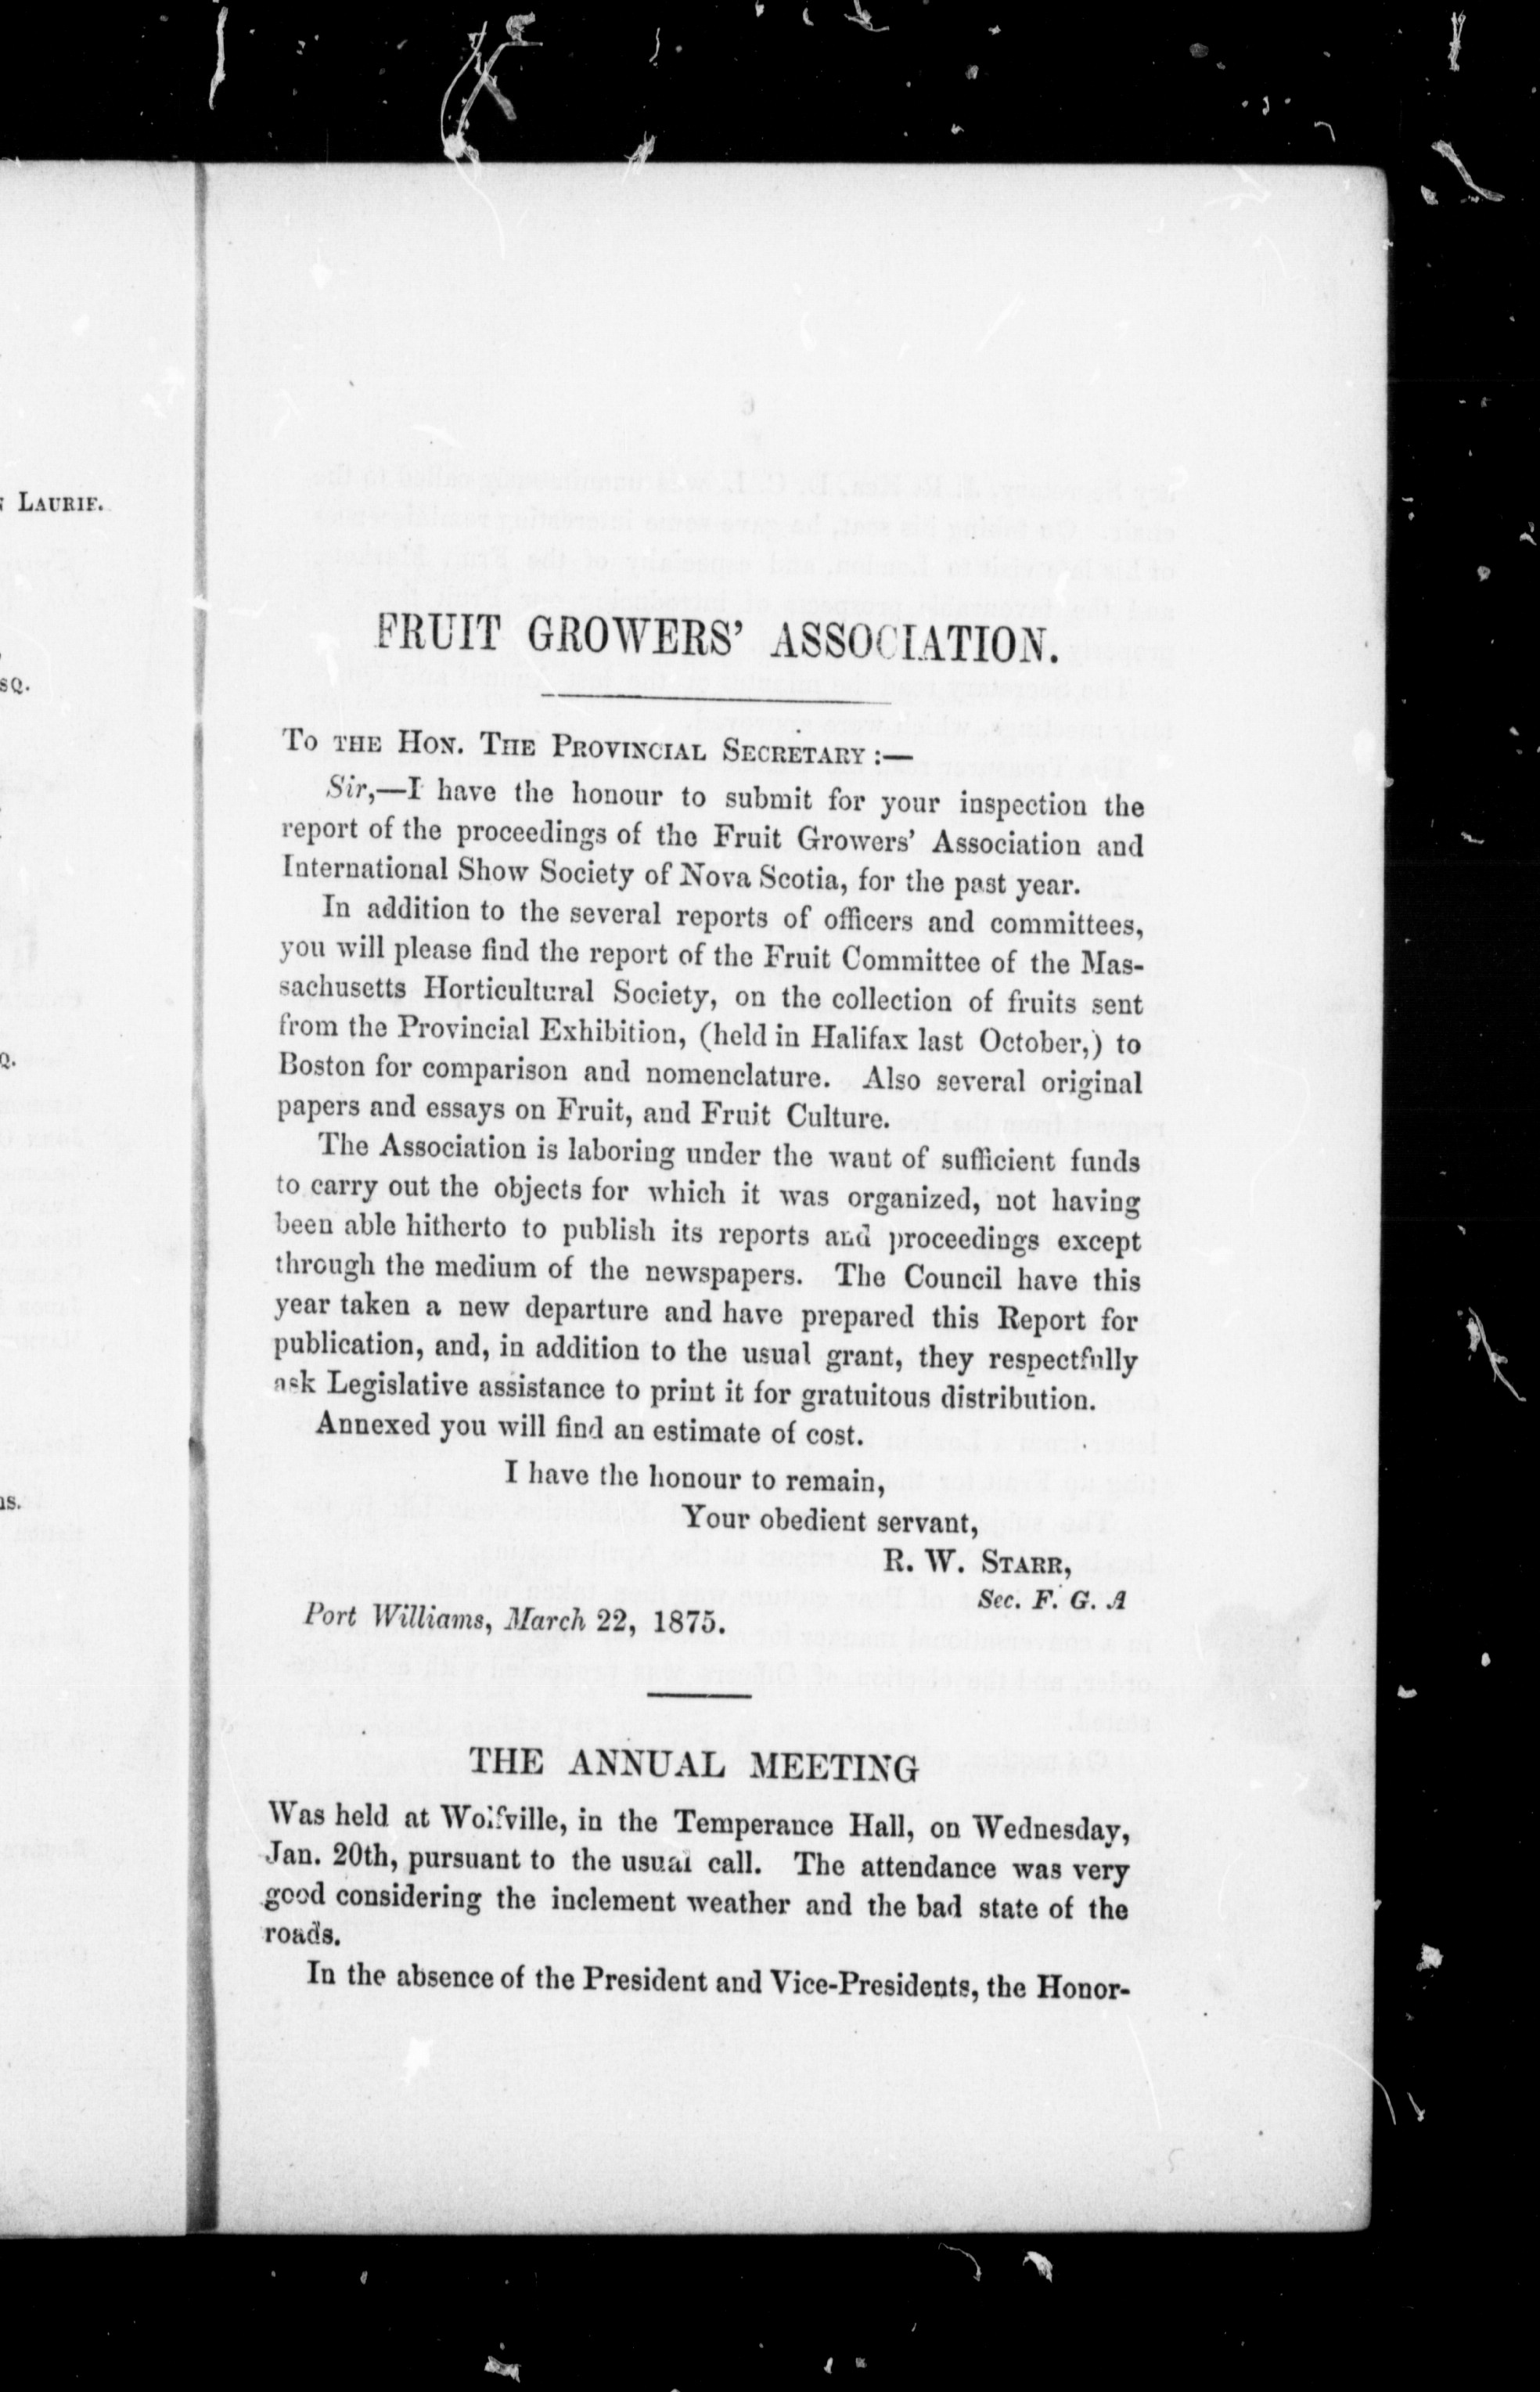 LAURIE.
SQ.
Q.
FRUIT GROWERS' ASSOCIATION.
TO THE HON. THE PROVINCIAL SECRETARY :—
Sir,—I have the honour to submit for your inspection the
report of the proceedings of the Fruit Growers' Association and
International Show Society of Nova Scotia, for the past year.
In addition to the several reports of officers and committees,
you will please find the report of the Fruit Committee of the Mas-
sachusetts Horticultural Society, on the collection of fruits sent
from the Provincial Exhibition, (held in Halifax last October,) to
Boston for comparison and nomenclature. Also several original
papers and essays on Fruit, and Fruit Culture.
The Association is laboring under the want of sufficient funds
to carry out the objects for which it was organized, not having
been able hitherto to publish its reports and proceedings except
through the medium of the newspapers. The Council have this
year taken a new departure and have prepared this Report for
publication, and, in addition to the usual grant, they respectfully
ask Legislative assistance to print it for gratuitous distribution.
Annexed you will find an estimate of cost.
I have the honour to remain,
Your obedient servant,
R. W. STARR,
Sec. F. G. A
Port Williams, March 22, 1875.
THE ANNUAL MEETING
Was held at Wolfville, in the Temperance Hall, on Wednesday,
Jan. 20th, pursuant to the usual call. The attendance was very
good considering the inclement weather and the bad state of the
roads.
In the absence of the President and Vice-Presidents, the Honor-